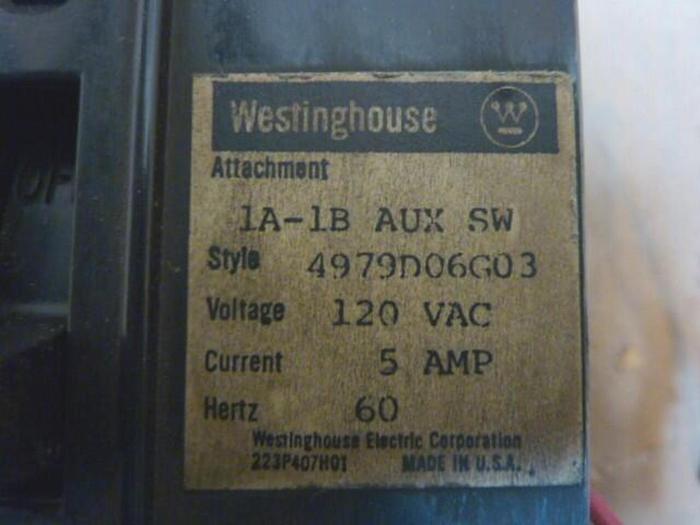 Westinghouse W
Attachment
1A-1B AUX SW
Style 4979D06G03
Voltage 120 VAC
Current 5 AMP
Hertz 60
Westinghouse Electric Corporation
223P407H01 MADE IN U.S.A.